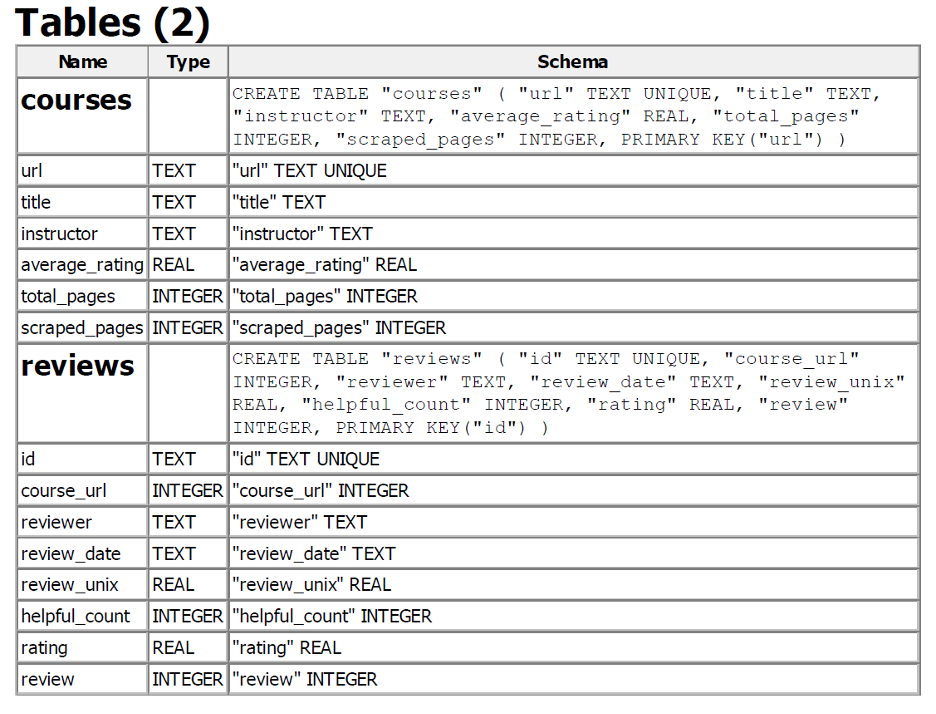 Tables (2)
Name Type Schema
courses CREATE TABLE "courses" ( "url" TEXT UNIQUE, "title" TEXT,
"instructor" TEXT, "average_rating" REAL, "total_pages"
INTEGER, "scraped_pages" INTEGER, PRIMARY KEY("url") )
url TEXT "url" TEXT UNIQUE
title TEXT "title" TEXT
instructor TEXT "instructor" TEXT
average_rating REAL "average_rating" REAL
total_pages INTEGER "total_pages" INTEGER
scraped_pages INTEGER "scraped_pages" INTEGER
reviews CREATE TABLE "reviews" ( "id" TEXT UNIQUE, "course_url"
INTEGER, "reviewer" TEXT, "review_date" TEXT, "review_unix"
REAL, "helpful_count" INTEGER, "rating" REAL, "review"
INTEGER, PRIMARY KEY("id") )
id TEXT "id" TEXT UNIQUE
course_url INTEGER "course_url" INTEGER
reviewer TEXT "reviewer" TEXT
review_date TEXT "review_date" TEXT
review_unix REAL "review_unix" REAL
helpful_count INTEGER "helpful_count" INTEGER
rating REAL "rating" REAL
review INTEGER "review" INTEGER